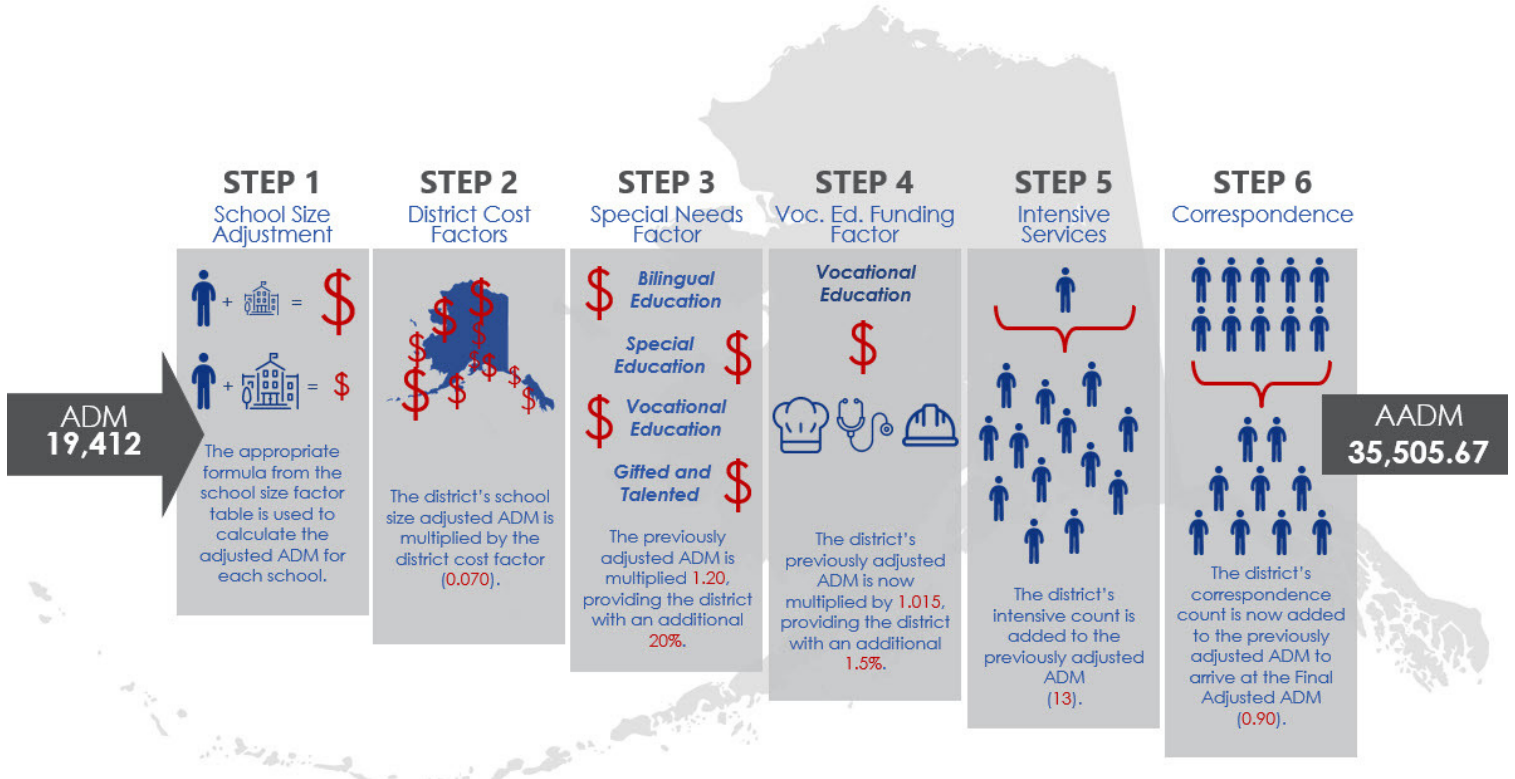 ADM
19,412
STEP 1
School Size
Adjustment
+ =
+ =
The appropriate
formula from the
school size factor
table is used to
calculate the
adjusted ADM for
each school.
STEP 2
District Cost
Factors
The district's school
size adjusted ADM is
multiplied by the
district cost factor
(0.070).
STEP 3
Special Needs
Factor
$ Bilingual
Education
Special
Education $
$ Vocational
Education
Gifted and
Talented $
The previously
adjusted ADM is
multiplied 1.20,
providing the district
with an additional
20%.
STEP 4
Voc. Ed. Funding
Factor
Vocational
Education
$
The district's
previously adjusted
ADM is now
multiplied by 1.015,
providing the district
with an additional
1.5%.
STEP 5
Intensive
Services
The district's
intensive count is
added to the
previously adjusted
ADM
(13).
STEP 6
Correspondence
The district's
correspondence
count is now added
to the previously
adjusted ADM to
arrive at the Final
Adjusted ADM
(0.90).
AADM
35,505.67